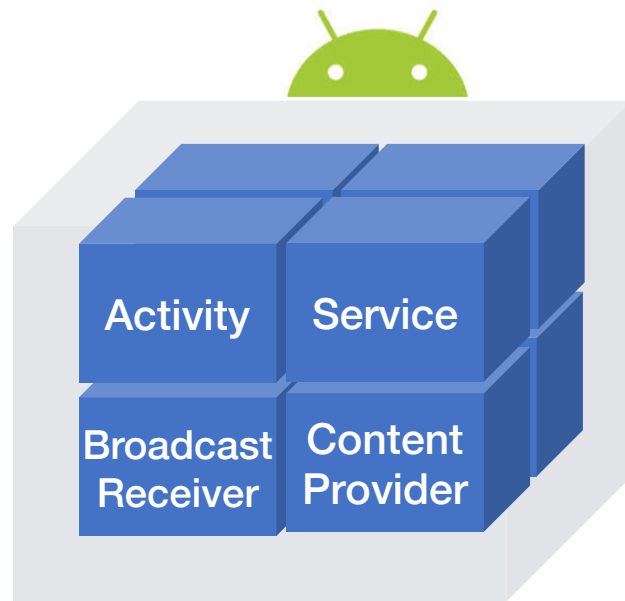 Activity
Service
Broadcast
Receiver
Content
Provider